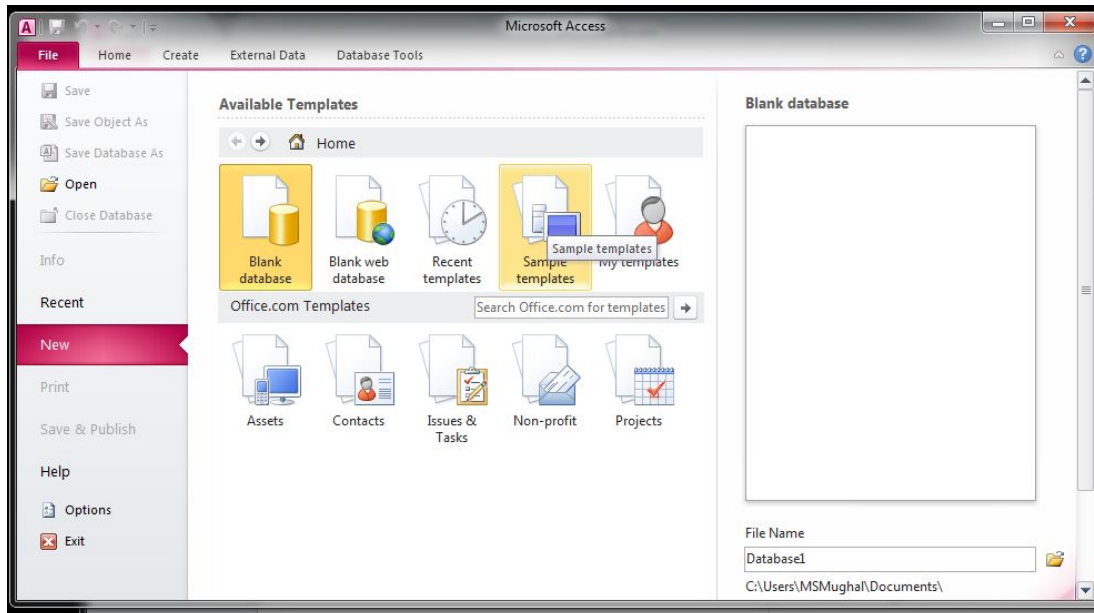 Microsoft Access
File Home Create External Data Database Tools
Save
Save Object As
Save Database As
Open
Close Database
Info
Recent
New
Print
Save & Publish
Help
Options
Exit
Available Templates
Home
Blank
database
Blank web
database
Recent
templates
Sample
templates
My templates
Sample templates
Office.com Templates
Search Office.com for templates
Assets
Contacts
Issues &
Tasks
Non-profit
Projects
Blank database
File Name
Database1
C:\Users\MSMughal\Documents\